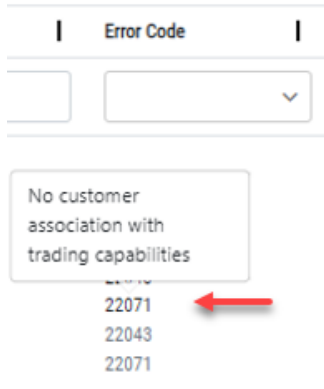 Error Code
No customer
association with
trading capabilities
22071
22043
22071